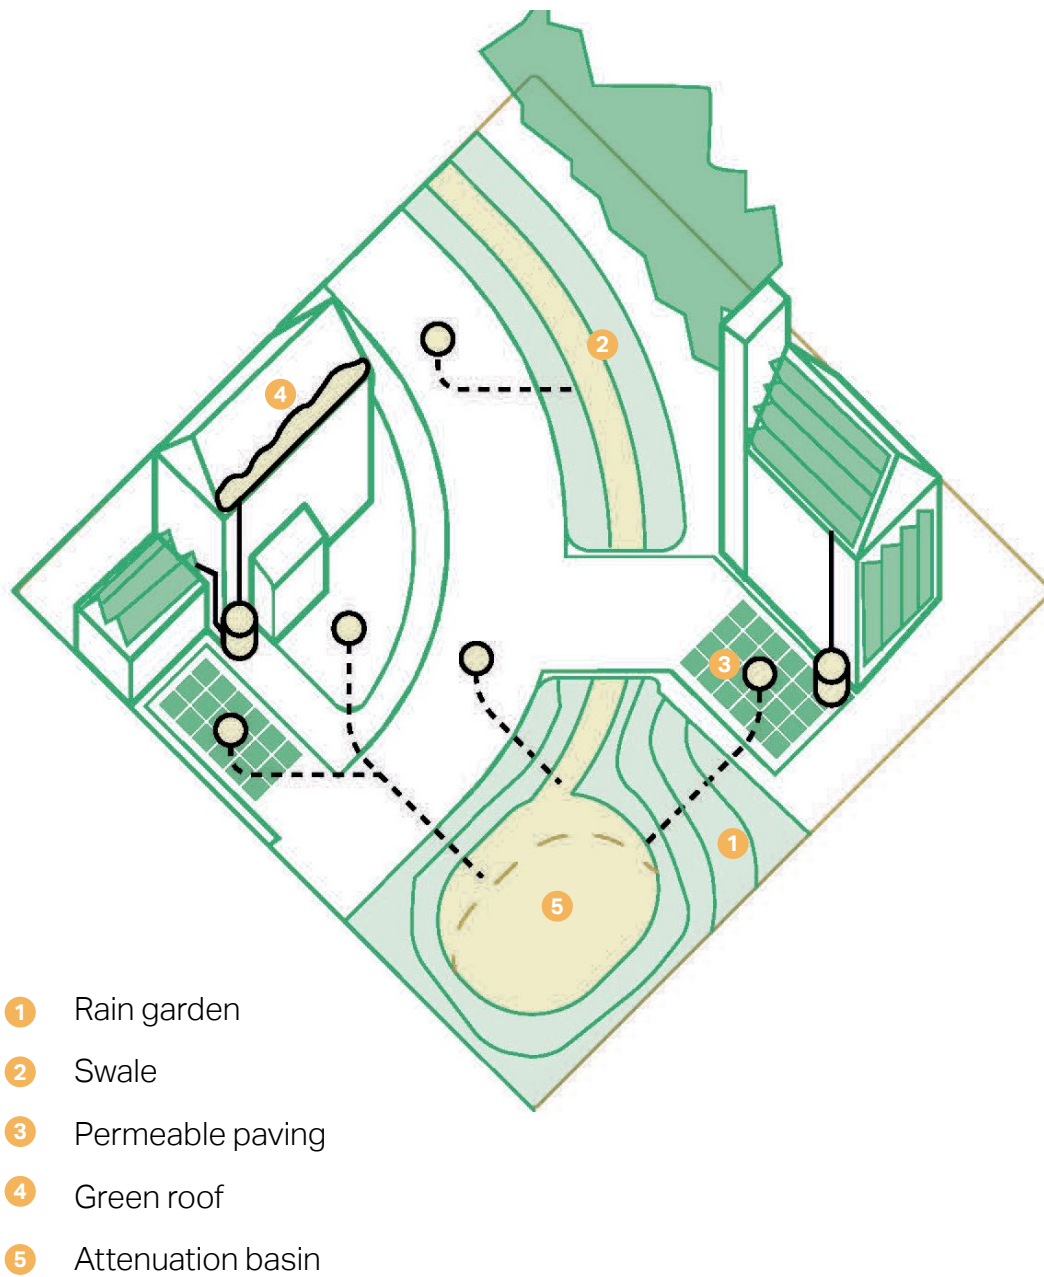 4
2
3
1
5
1 Rain garden
2 Swale
3 Permeable paving
4 Green roof
5 Attenuation basin